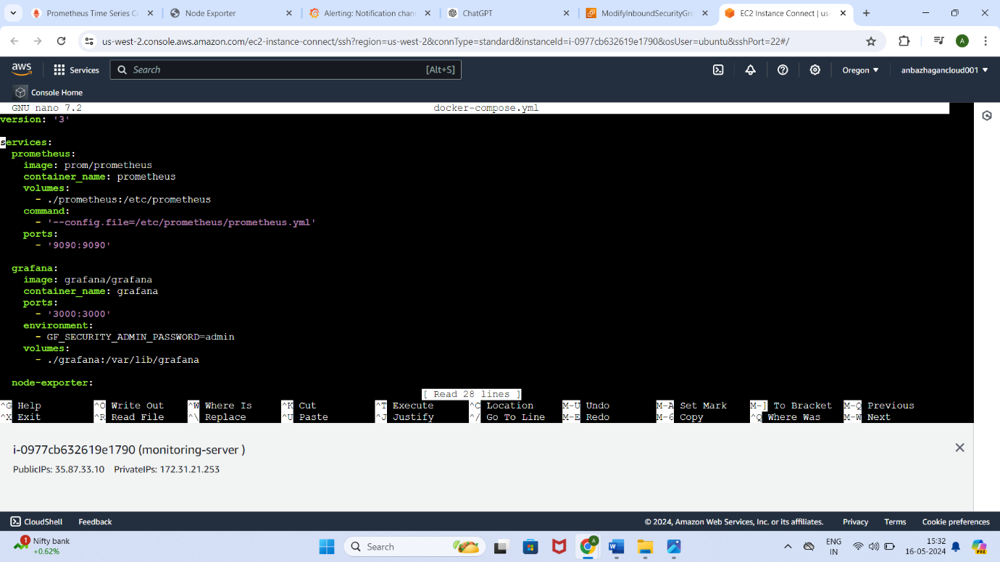 Prometheus Time Series Co
Node Exporter
Alerting: Notification chann
ChatGPT
ModifyInboundSecurityGro
EC2 Instance Connect | us-
us-west-2.console.aws.amazon.com/ec2-instance-connect/ssh?region=us-west-2&connType=standard&instanceId=i-0977cb632619e1790&osUser=ubuntu&sshPort=22#/
A
aws
Services
Search
[Alt+S]
Oregon
anbazhagancloud001
Console Home
GNU nano 7.2 docker-compose.yml
version: '3'
services:
prometheus:
image: prom/prometheus
container_name: prometheus
volumes:
- ./prometheus:/etc/prometheus
command:
- '--config.file=/etc/prometheus/prometheus.yml'
ports:
- '9090:9090'
grafana:
image: grafana/grafana
container_name: grafana
ports:
- '3000:3000'
environment:
- GF_SECURITY_ADMIN_PASSWORD=admin
volumes:
- ./grafana:/var/lib/grafana
node-exporter:
[ Read 28 lines ]
^G Help ^O Write Out ^W Where Is ^K Cut ^T Execute ^C Location M-U Undo M-A Set Mark M-] To Bracket M-Q Previous
^X Exit ^R Read File ^\ Replace ^U Paste ^J Justify ^/ Go To Line M-E Redo M-6 Copy ^Q Where Was M-W Next
i-0977cb632619e1790 (monitoring-server )
PublicIPs: 35.87.33.10 PrivateIPs: 172.31.21.253
CloudShell Feedback © 2024, Amazon Web Services, Inc. or its affiliates. Privacy Terms Cookie preferences
1
Nifty bank
+0.62%
Search
A
ENG
IN
15:32
16-05-2024
PRE